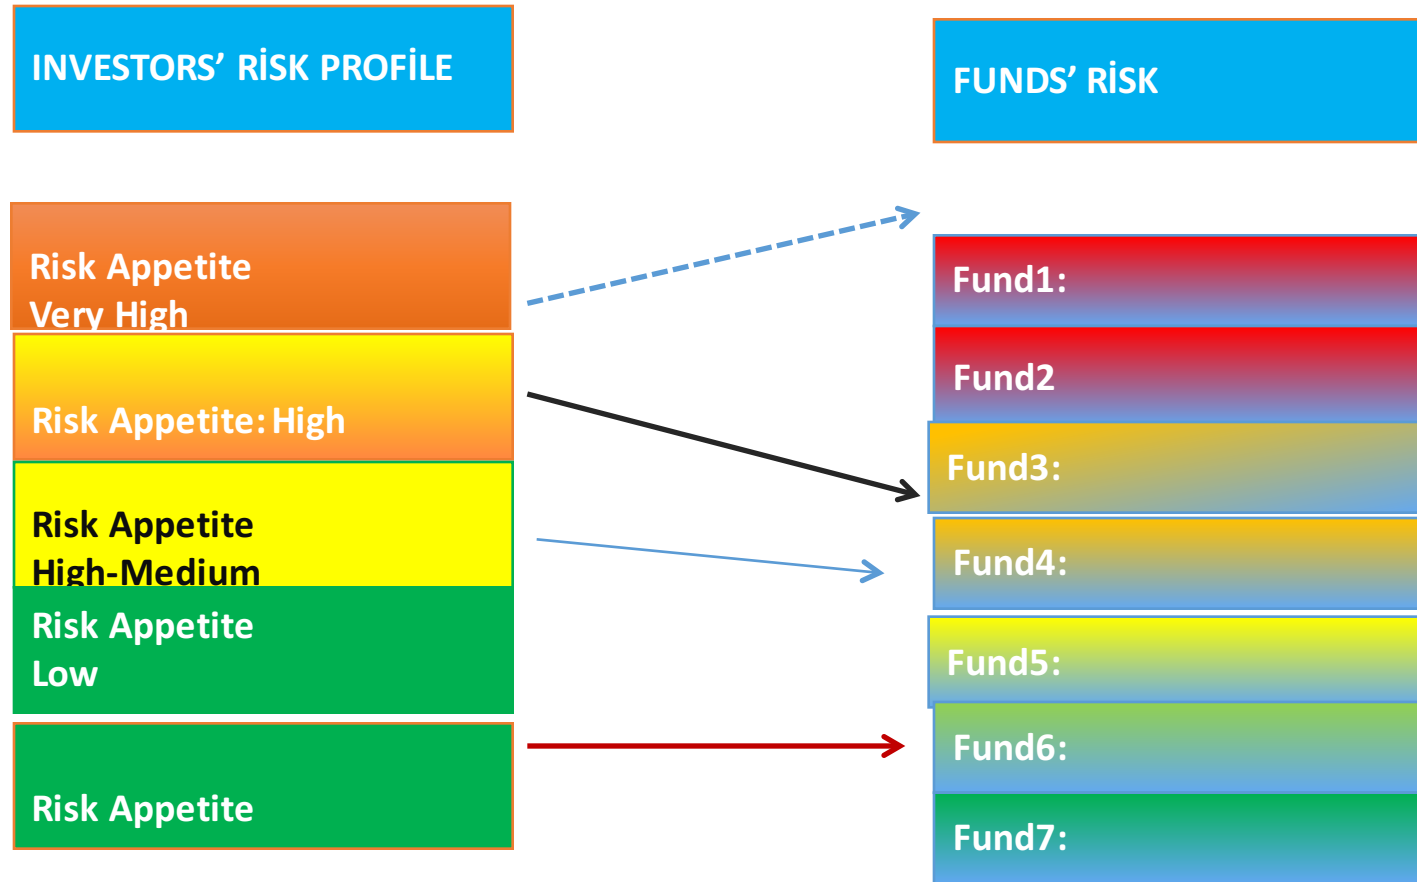 INVESTORS’ RİSK PROFİLE
Risk Appetite
Very High
Risk Appetite: High
Risk Appetite
High-Medium
Risk Appetite
Low
Risk Appetite
FUNDS’ RİSK
Fund1:
Fund2
Fund3:
Fund4:
Fund5:
Fund6:
Fund7: